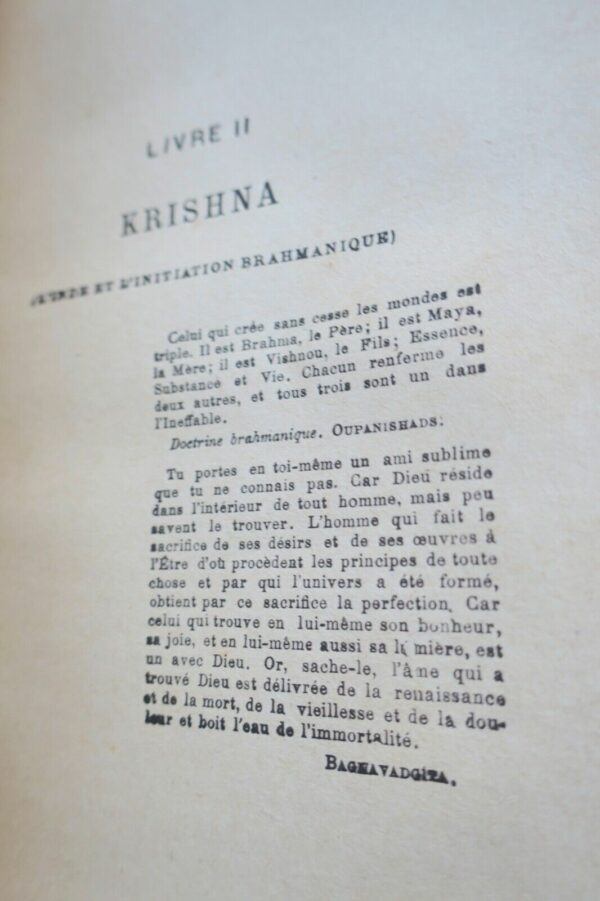 LIVRE II
KRISHNA
(L'INDE ET L'INITIATION BRAHMANIQUE)
Celui qui crée sans cesse les mondes est
triple. Il est Brahma, le Père; il est Maya,
la Mère; il est Vishnou, le Fils; Essence,
Substance et Vie. Chacun renferme les
deux autres, et tous trois sont un dans
l'Ineffable.
Doctrine brahmanique. OUPANISHADS:
Tu portes en toi-même un ami sublime
que tu ne connais pas. Car Dieu réside
dans l'intérieur de tout homme, mais peu
savent le trouver. L'homme qui fait le
sacrifice de ses désirs et de ses œuvres à
l'Être d'où procèdent les principes de toute
chose et par qui l'univers a été formé,
obtient par ce sacrifice la perfection. Car
celui qui trouve en lui-même son bonheur,
sa joie, et en lui-même aussi sa lumière, est
un avec Dieu. Or, sache-le, l'âne qui a
trouvé Dieu est délivrée de la renaissance
et de la mort, de la vieillesse et de la dou-
leur et boit l'eau de l'immortalité.
BAGHAVADGITA.